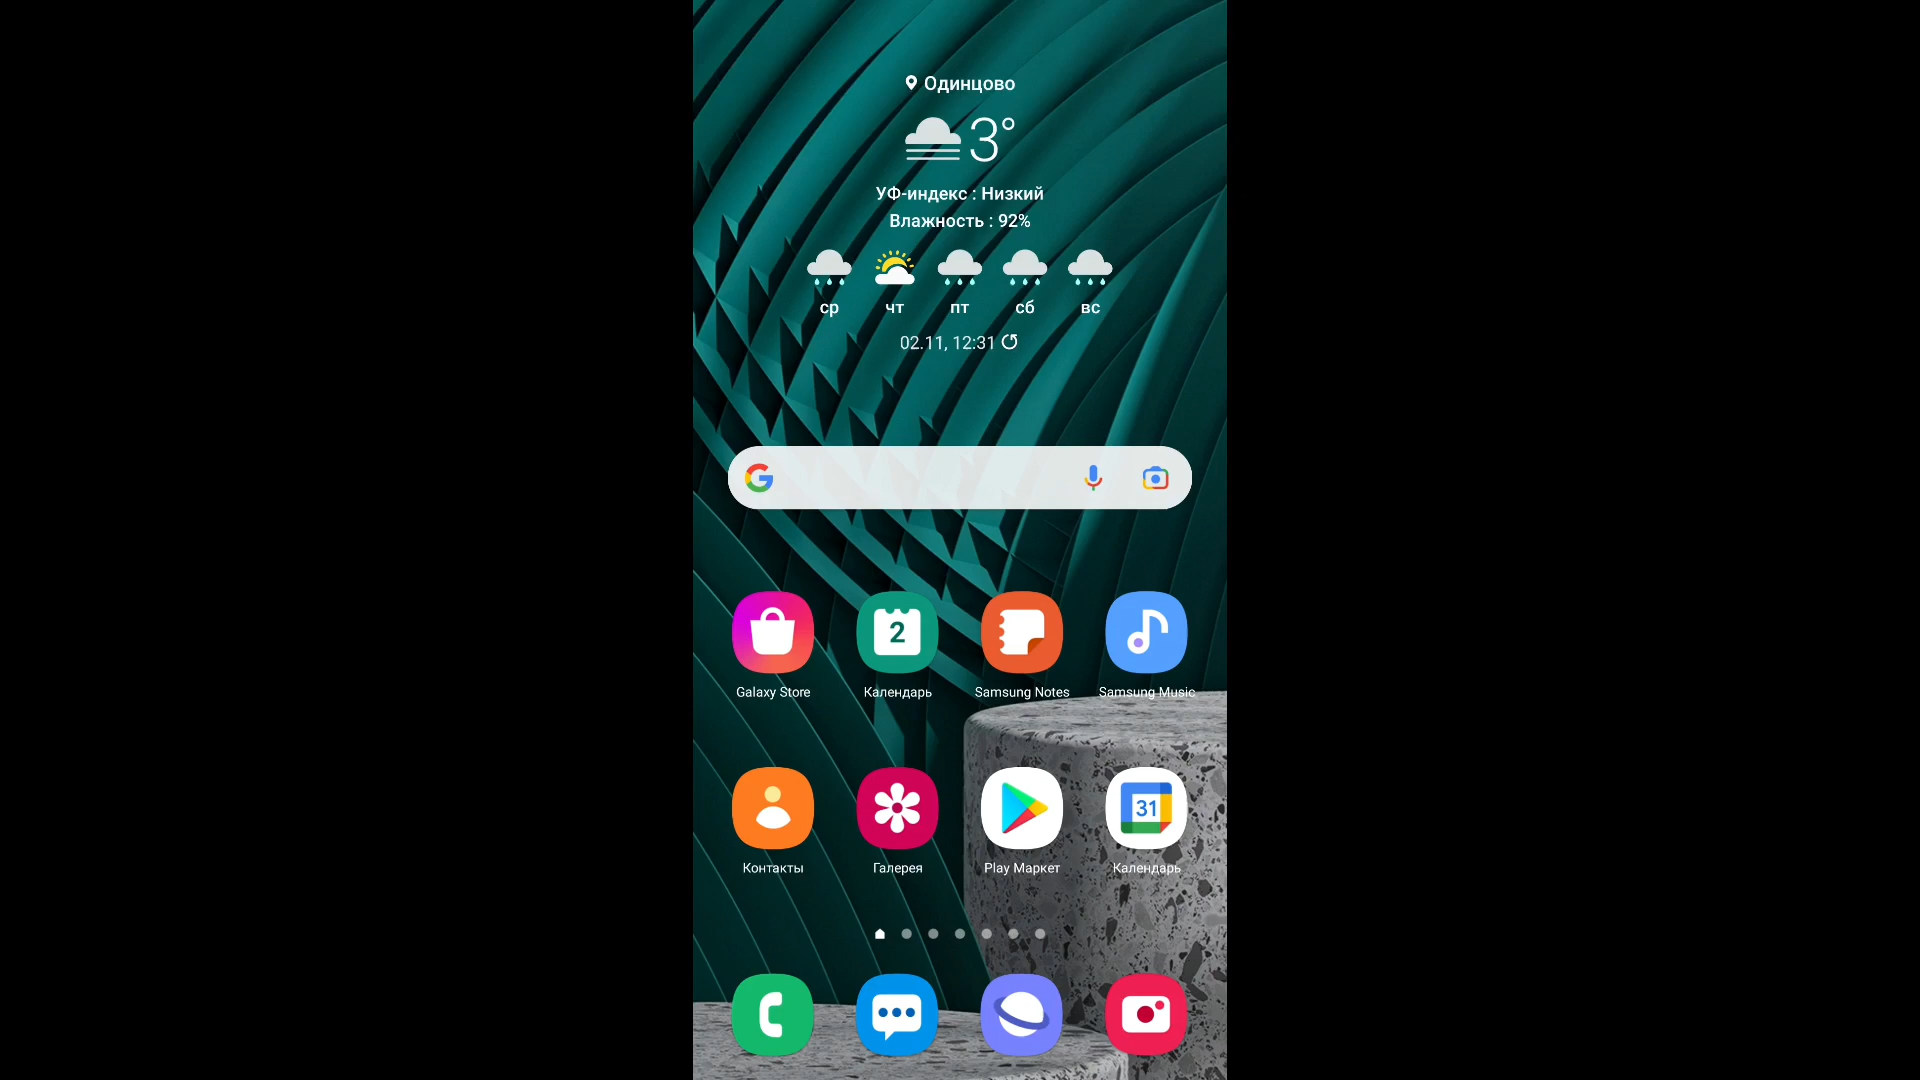 Одинцово
3°
УФ-индекс : Низкий
Влажность : 92%
ср чт пт сб вс
02.11, 12:31
2
Galaxy Store Календарь Samsung Notes Samsung Music
31
Контакты Галерея Play Маркет Календарь